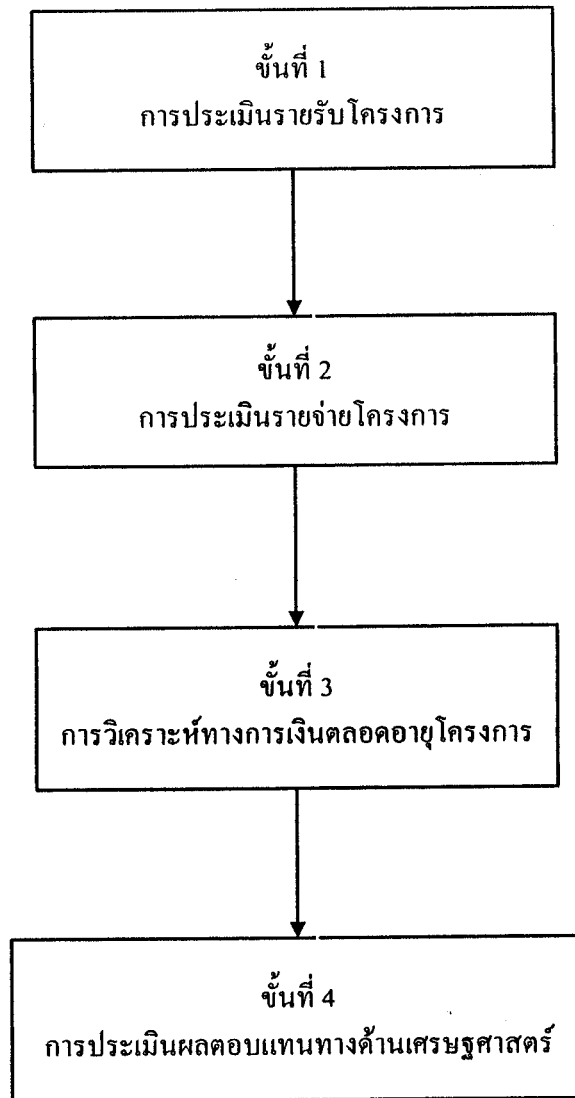 ขั้นที่ 1
การประเมินรายรับโครงการ
ขั้นที่ 2
การประเมินรายจ่ายโครงการ
ขั้นที่ 3
การวิเคราะห์ทางการเงินตลอดอายุโครงการ
ขั้นที่ 4
การประเมินผลตอบแทนทางด้านเศรษฐศาสตร์